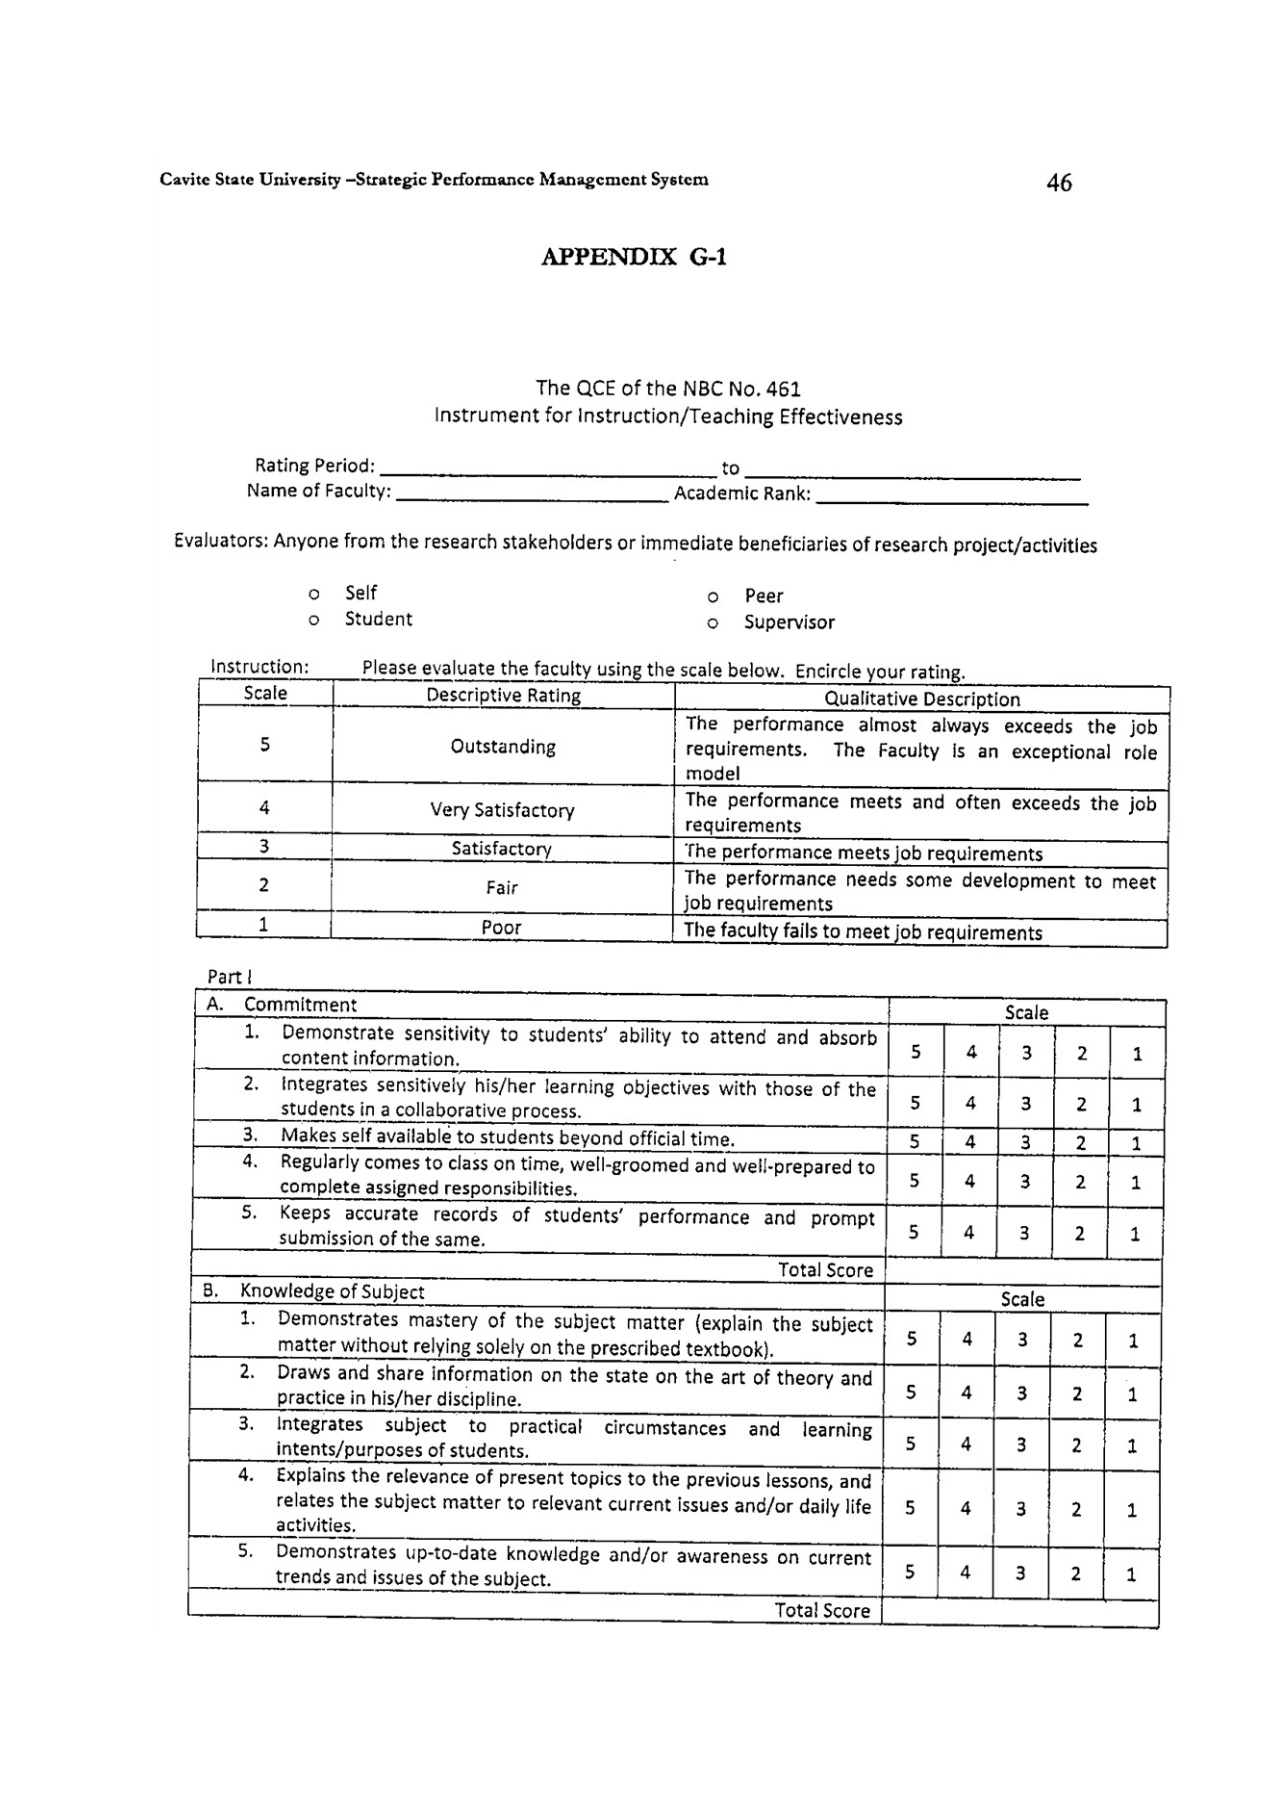 Cavite State University –Strategic Performance Management System 46
APPENDIX G-1
The QCE of the NBC No. 461
Instrument for Instruction/Teaching Effectiveness
Rating Period: ____________________ to ____________________
Name of Faculty: ____________________ Academic Rank: ____________________
Evaluators: Anyone from the research stakeholders or immediate beneficiaries of research project/activities
o Self o Peer
o Student o Supervisor
Instruction: Please evaluate the faculty using the scale below. Encircle your rating.
Scale Descriptive Rating Qualitative Description
5 Outstanding The performance almost always exceeds the job
requirements. The Faculty is an exceptional role
model
4 Very Satisfactory The performance meets and often exceeds the job
requirements
3 Satisfactory The performance meets job requirements
2 Fair The performance needs some development to meet
job requirements
1 Poor The faculty fails to meet job requirements
Part I
A. Commitment Scale
1. Demonstrate sensitivity to students' ability to attend and absorb
content information. 5 4 3 2 1
2. Integrates sensitively his/her learning objectives with those of the
students in a collaborative process. 5 4 3 2 1
3. Makes self available to students beyond official time. 5 4 3 2 1
4. Regularly comes to class on time, well-groomed and well-prepared to
complete assigned responsibilities. 5 4 3 2 1
5. Keeps accurate records of students' performance and prompt
submission of the same. 5 4 3 2 1
Total Score
B. Knowledge of Subject Scale
1. Demonstrates mastery of the subject matter (explain the subject
matter without relying solely on the prescribed textbook). 5 4 3 2 1
2. Draws and share information on the state on the art of theory and
practice in his/her discipline. 5 4 3 2 1
3. Integrates subject to practical circumstances and learning
intents/purposes of students. 5 4 3 2 1
4. Explains the relevance of present topics to the previous lessons, and
relates the subject matter to relevant current issues and/or daily life
activities. 5 4 3 2 1
5. Demonstrates up-to-date knowledge and/or awareness on current
trends and issues of the subject. 5 4 3 2 1
Total Score